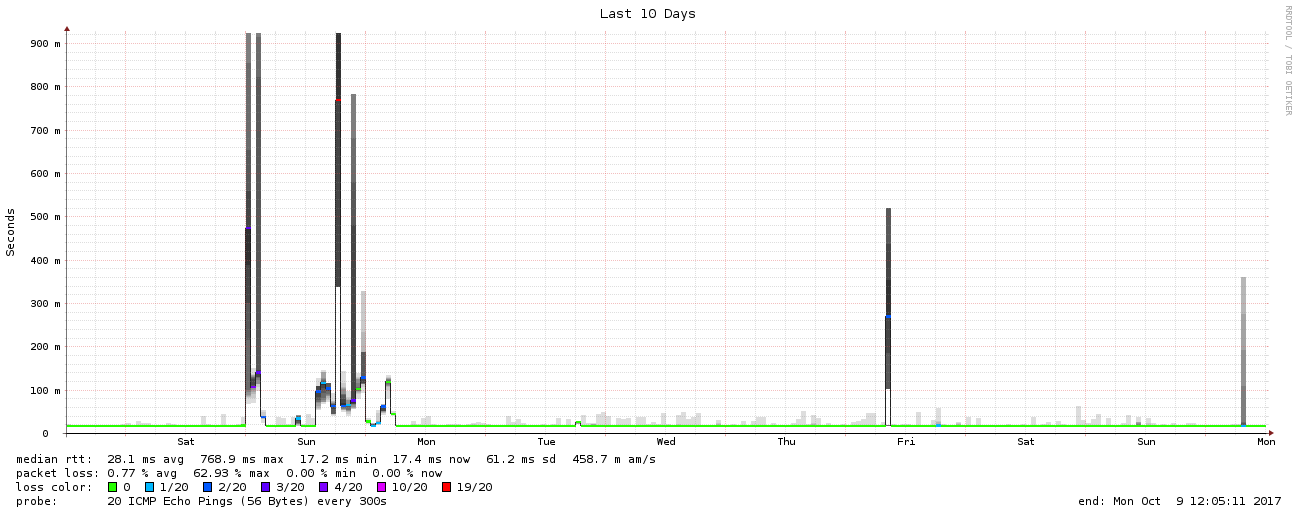 Last 10 Days
RRDTOOL / TOBI OETIKER
Seconds
900 m
800 m
700 m
600 m
500 m
400 m
300 m
200 m
100 m
0
Sat Sun Mon Tue Wed Thu Fri Sat Sun Mon
median rtt: 28.1 ms avg 768.9 ms max 17.2 ms min 17.4 ms now 61.2 ms sd 458.7 m am/s
packet loss: 0.77 % avg 62.93 % max 0.00 % min 0.00 % now
loss color: 0 1/20 2/20 3/20 4/20 10/20 19/20
probe: 20 ICMP Echo Pings (56 Bytes) every 300s end: Mon Oct 9 12:05:11 2017